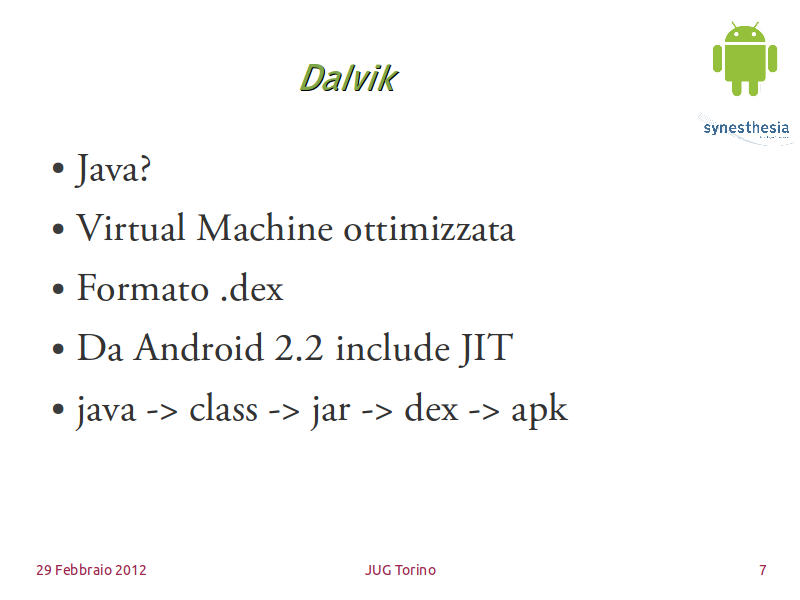 Dalvik
synesthesia
• Java?
• Virtual Machine ottimizzata
• Formato .dex
• Da Android 2.2 include JIT
• java -> class -> jar -> dex -> apk
29 Febbraio 2012
JUG Torino
7